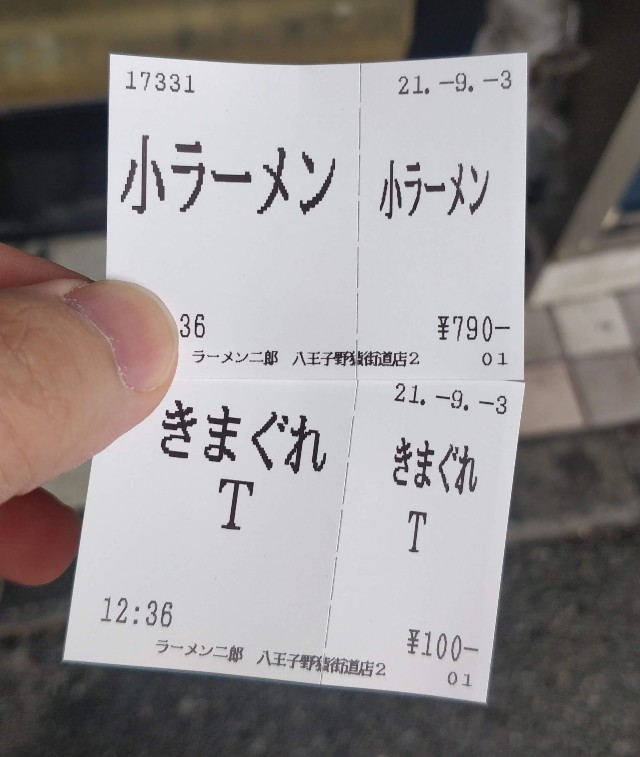 17331 21.-9.-3
小ラーメン 小ラーメン
36 ¥790-
ラーメン二郎 八王子野猿街道店2 01
21.-9.-3
きまぐれ きまぐれ
T T
12:36 ¥100-
ラーメン二郎 八王子野猿街道店2 01